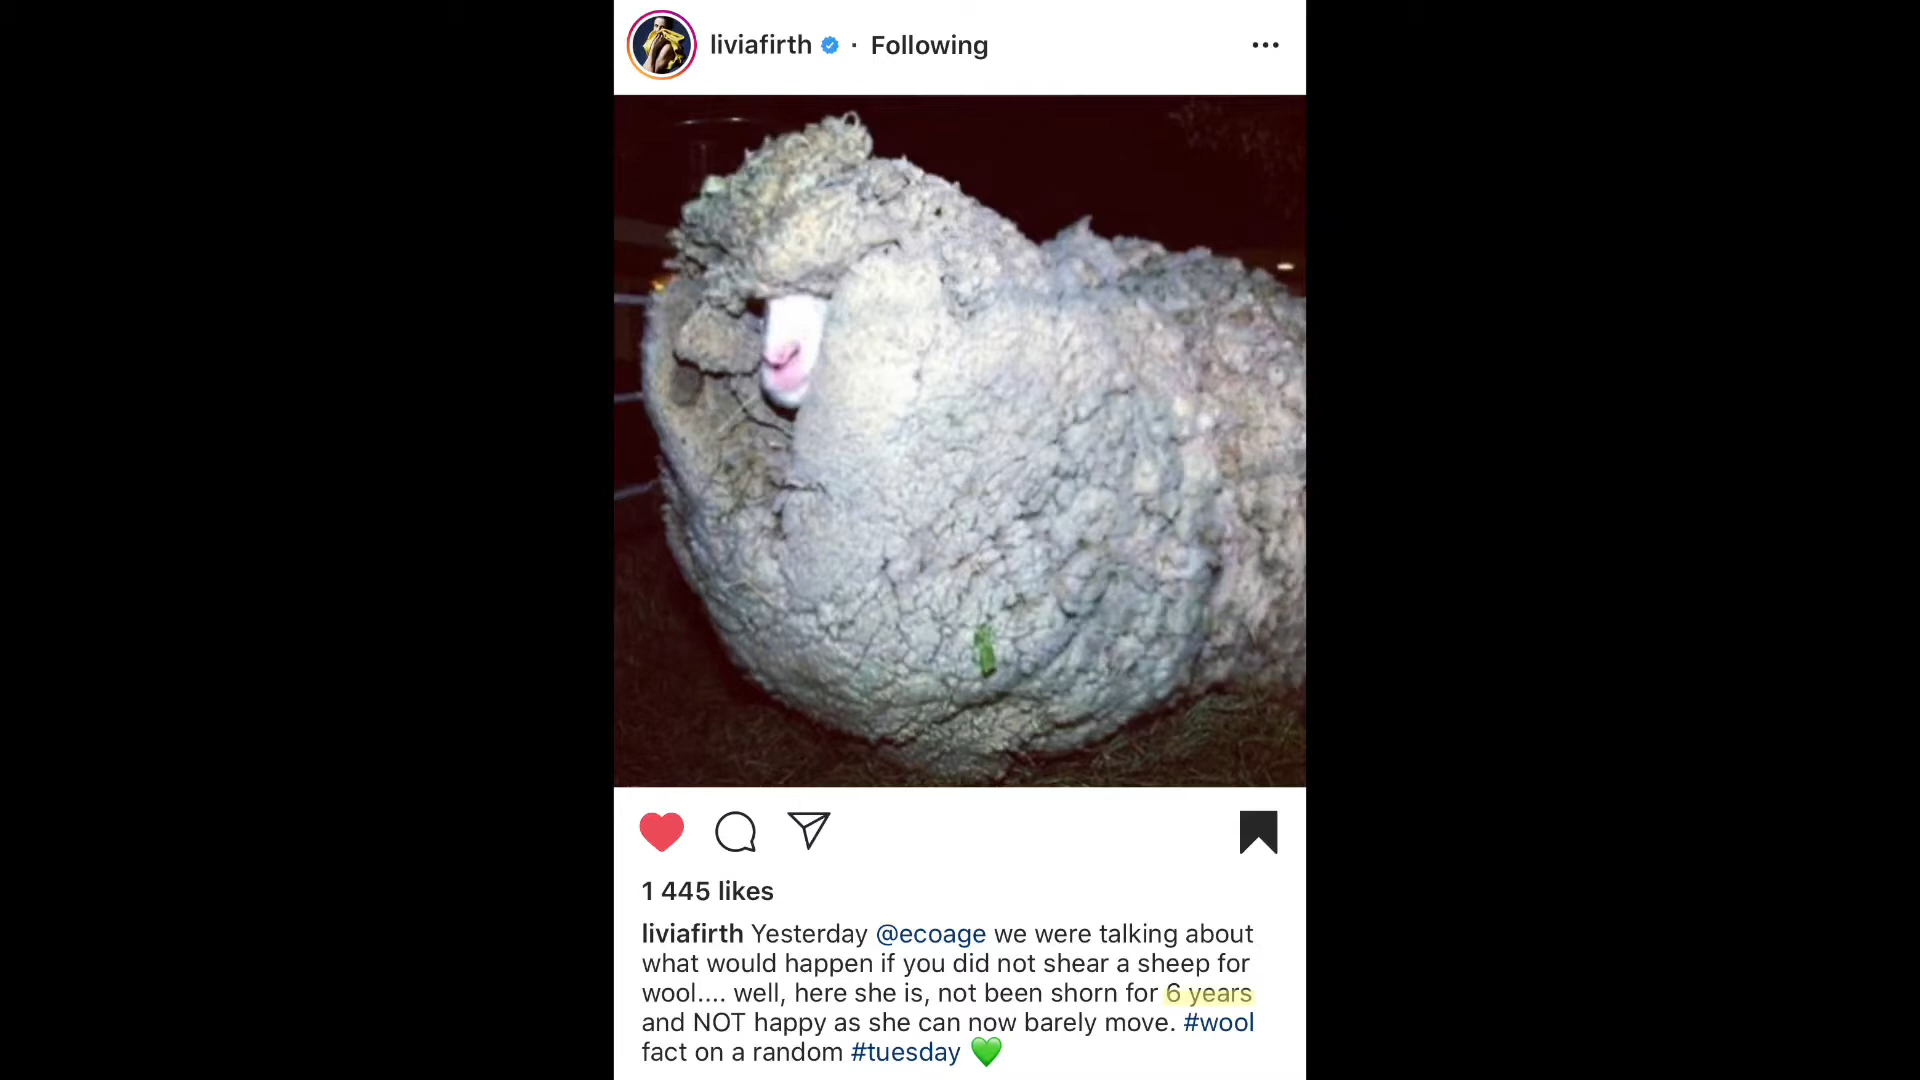 liviafirth · Following
1 445 likes
liviafirth Yesterday @ecoage we were talking about
what would happen if you did not shear a sheep for
wool.... well, here she is, not been shorn for 6 years
and NOT happy as she can now barely move. #wool
fact on a random #tuesday 💚